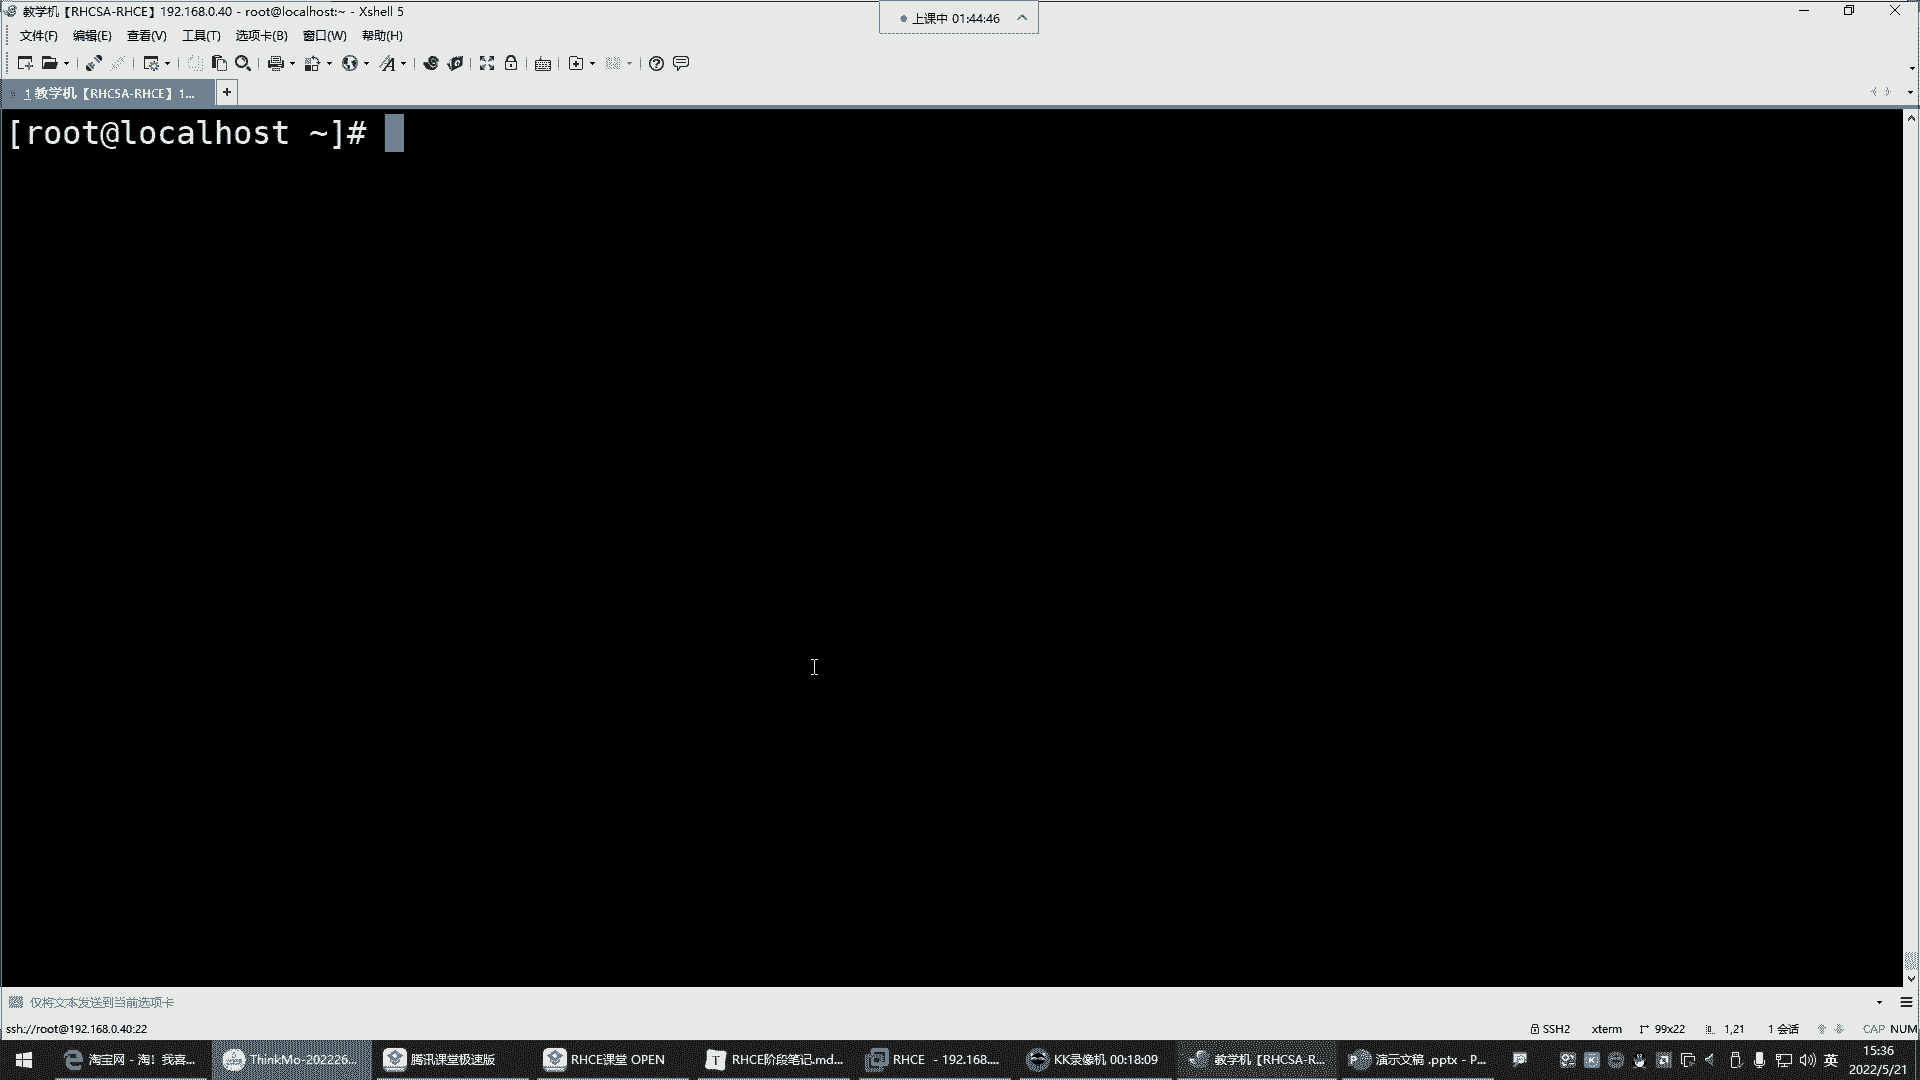 教学机【RHCSA-RHCE】192.168.0.40 - root@localhost:~ - Xshell 5
上课中 01:44:46
文件(F) 编辑(E) 查看(V) 工具(T) 选项卡(B) 窗口(W) 帮助(H)
1 教学机【RHCSA-RHCE】1...
[root@localhost ~]#
仅将文本发送到当前选项卡
ssh://root@192.168.0.40:22 SSH2 xterm 99x22 1,21 1 会话 CAP NUM
淘宝网 - 淘！我喜... ThinkMo-202226... 腾讯课堂极速版 RHCE课堂 OPEN RHCE阶段笔记.md... RHCE - 192.168.... KK录像机 00:18:09 教学机【RHCSA-R... 演示文稿 .pptx - P... 英 15:36
2022/5/21